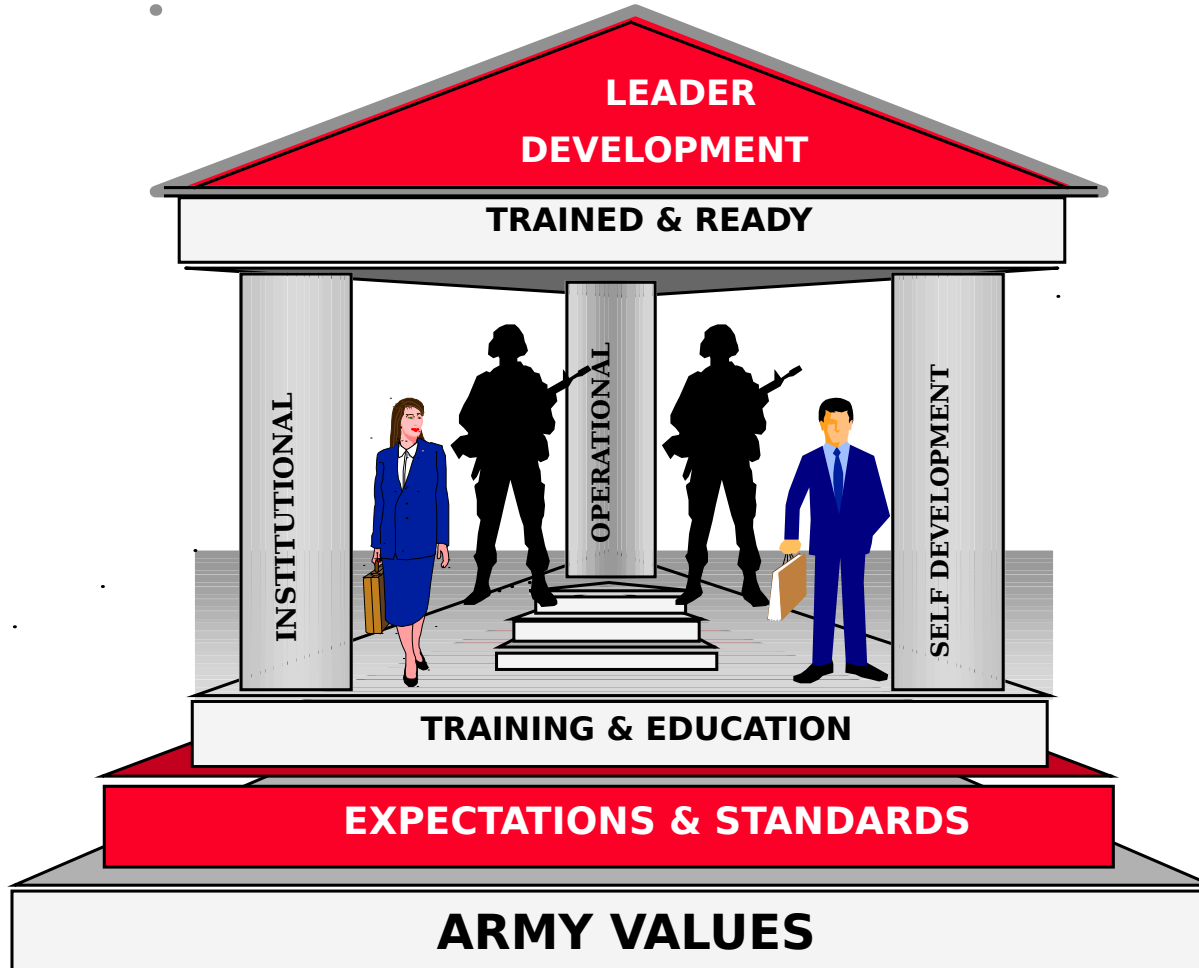 LEADER
DEVELOPMENT
TRAINED & READY
INSTITUTIONAL
OPERATIONAL
SELF DEVELOPMENT
TRAINING & EDUCATION
EXPECTATIONS & STANDARDS
ARMY VALUES